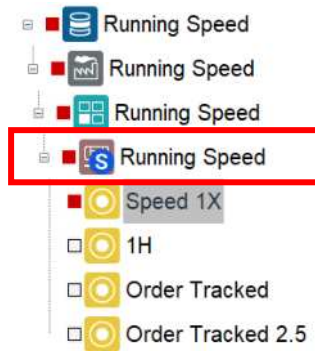 Running Speed
Running Speed
Running Speed
S Running Speed
Speed 1X
1H
Order Tracked
Order Tracked 2.5